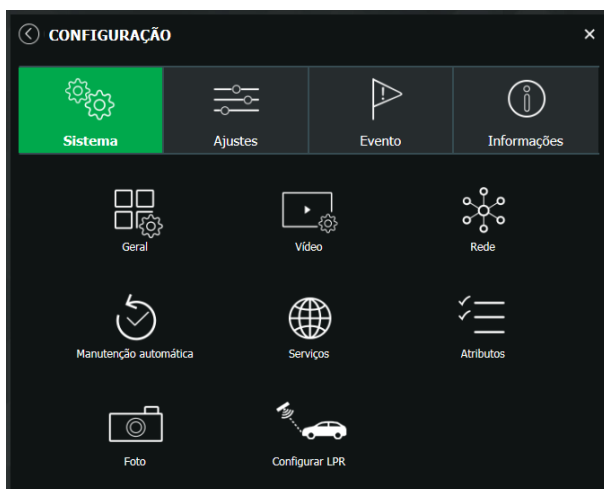 CONFIGURAÇÃO
Sistema Ajustes Evento Informações
Geral Vídeo Rede
Manutenção automática Serviços Atributos
Foto Configurar LPR